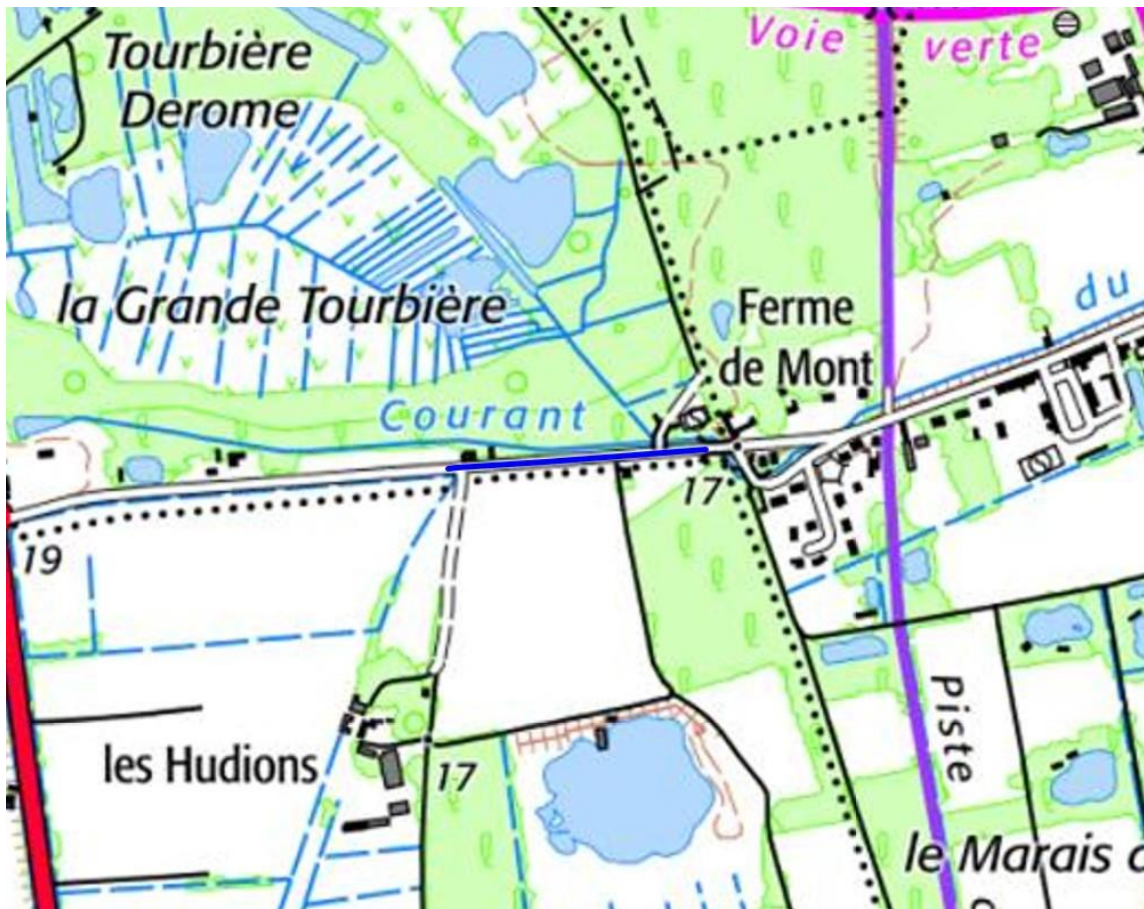 Voie verte
Tourbière
Derome
la Grande Tourbière
Ferme
de Mont
du
Courant
17
19
Piste
les Hudions
17
le Marais